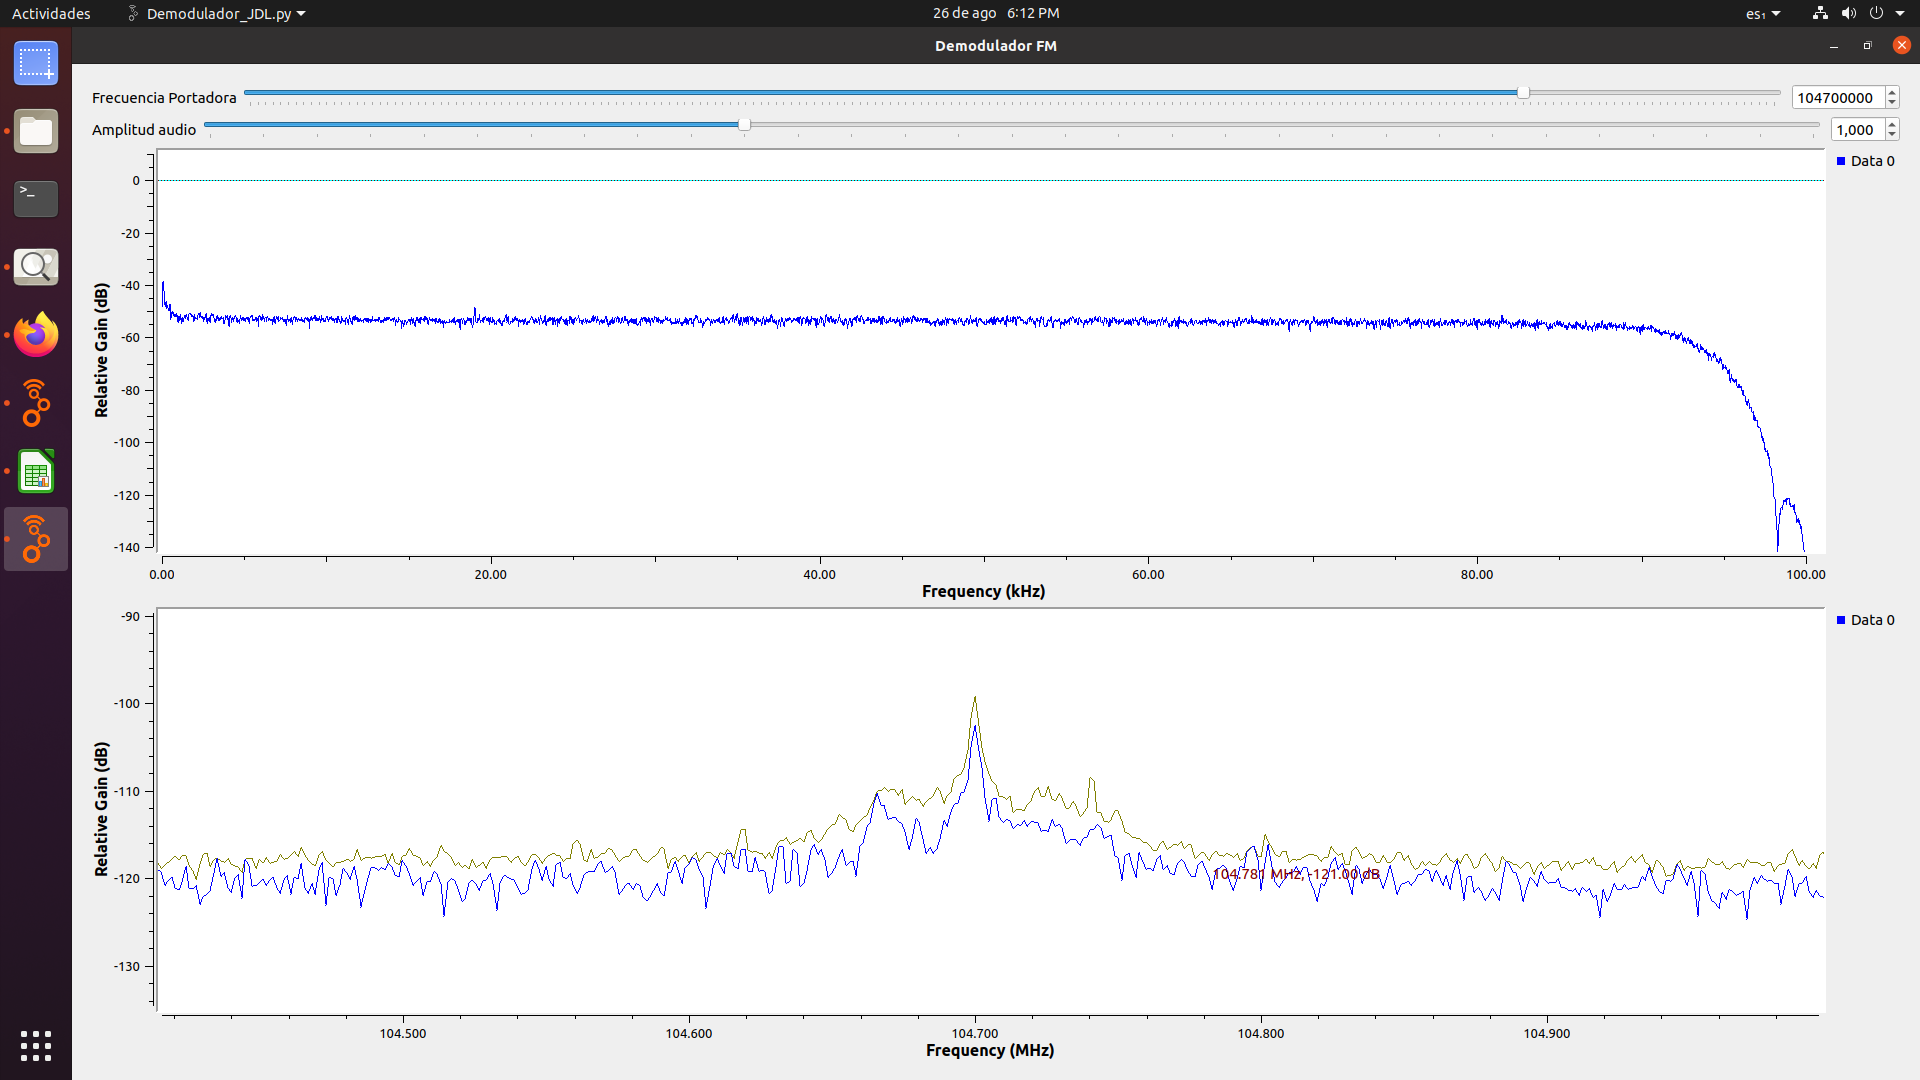 Actividades
Demodulador_JDL.py
26 de ago 6:12 PM
es₁
Demodulador FM
Frecuencia Portadora
104700000
Amplitud audio
1,000
Data 0
Relative Gain (dB)
0
-20
-40
-60
-80
-100
-120
-140
0.00 20.00 40.00 60.00 80.00 100.00
Frequency (kHz)
Data 0
Relative Gain (dB)
-90
-100
-110
-120
-130
104.781 MHz, -121.00 dB
104.500 104.600 104.700 104.800 104.900
Frequency (MHz)